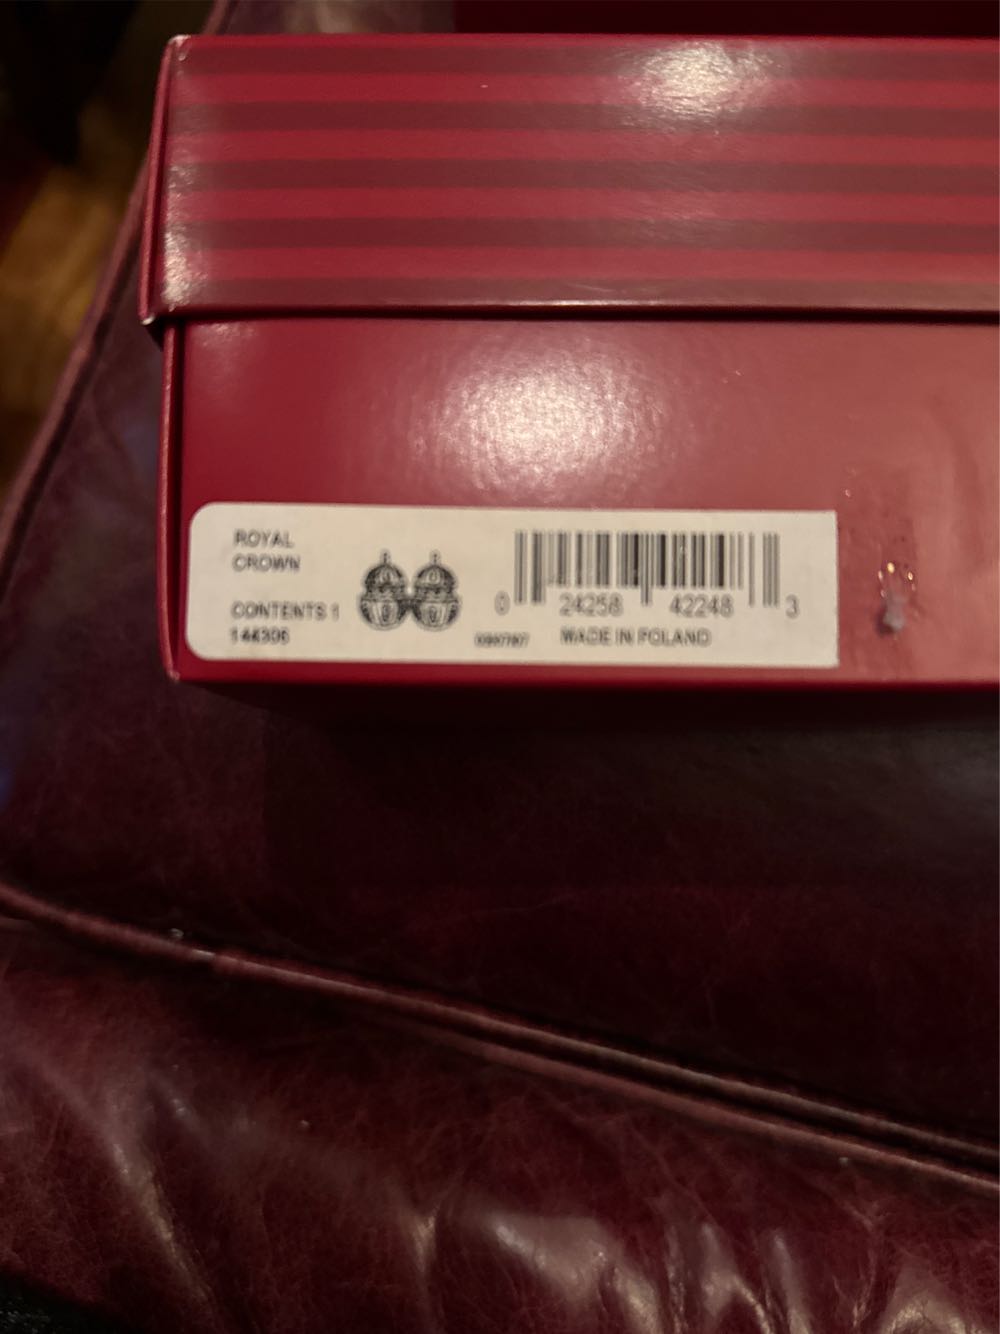 ROYAL
CROWN
CONTENTS 1
144306
0 24258 42248 3
MADE IN POLAND